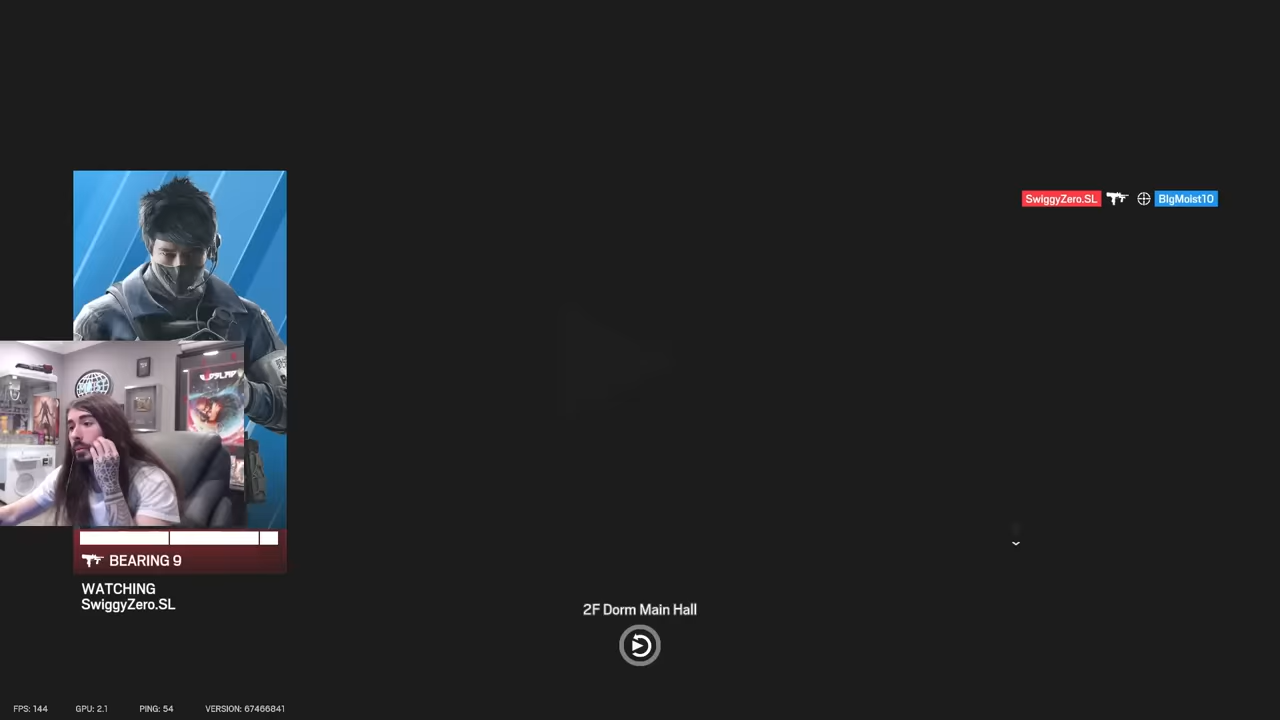 SwiggyZero.SL BIgMoist10
BEARING 9
WATCHING
SwiggyZero.SL
2F Dorm Main Hall
FPS: 144 GPU: 2.1 PING: 54 VERSION: 67466841